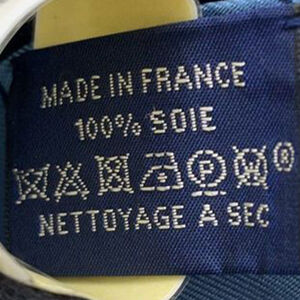 MADE IN FRANCE
100% SOIE
P ®
NETTOYAGE A SEC